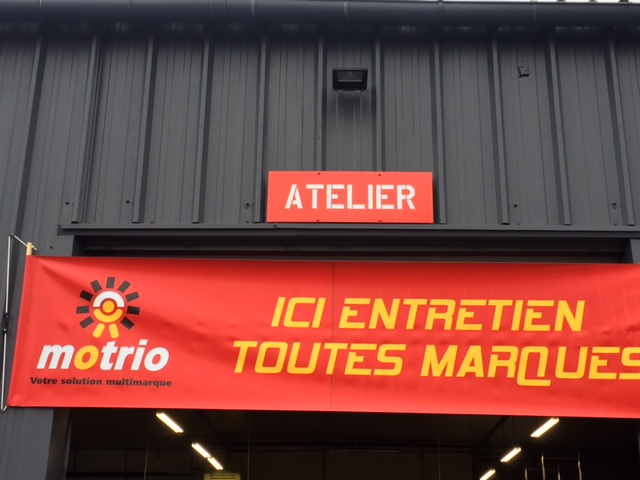 ATELIER
ICI ENTRETIEN
TOUTES MARQUES
motrio
Votre solution multimarque